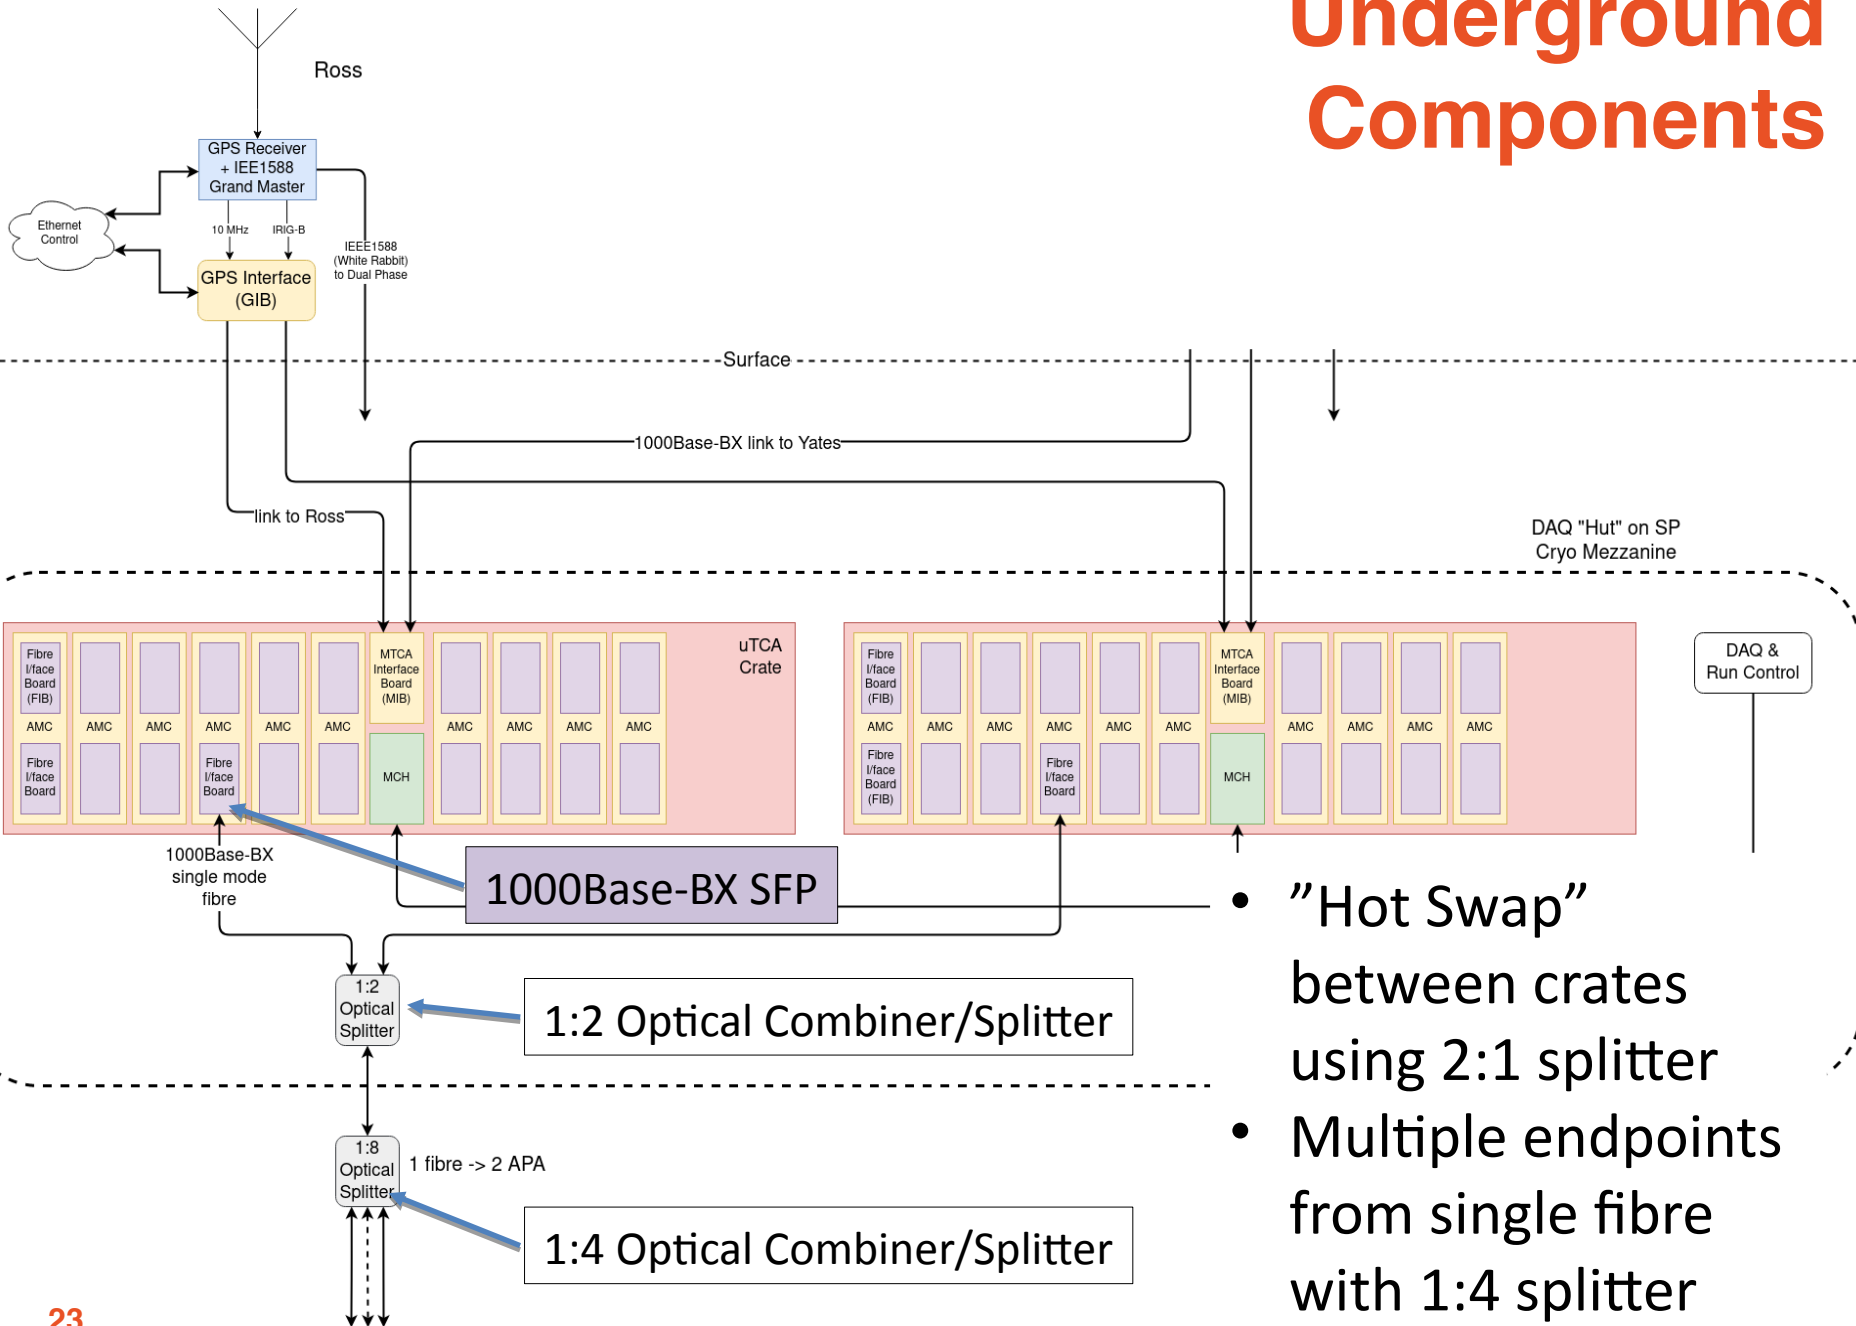 Underground
Components
Ross
GPS Receiver
+ IEE1588
Grand Master
Ethernet
Control
10 MHz
IRIG-B
IEEE1588
(White Rabbit)
to Dual Phase
GPS Interface
(GIB)
Surface
1000Base-BX link to Yates
link to Ross
DAQ "Hut" on SP
Cryo Mezzanine
uTCA
Crate
Fibre
I/face
Board
(FIB)
AMC
Fibre
I/face
Board
AMC
AMC
AMC
Fibre
I/face
Board
AMC
AMC
MTCA
Interface
Board
(MIB)
MCH
AMC
AMC
AMC
AMC
Fibre
I/face
Board
(FIB)
AMC
Fibre
I/face
Board
(FIB)
AMC
AMC
AMC
Fibre
I/face
Board
AMC
AMC
MTCA
Interface
Board
(MIB)
MCH
AMC
AMC
AMC
AMC
DAQ &
Run Control
1000Base-BX
single mode
fibre
1000Base-BX SFP
1:2
Optical
Splitter
1:2 Optical Combiner/Splitter
1:8
Optical
Splitter
1 fibre -> 2 APA
1:4 Optical Combiner/Splitter
• ”Hot Swap”
between crates
using 2:1 splitter
• Multiple endpoints
from single fibre
with 1:4 splitter
23